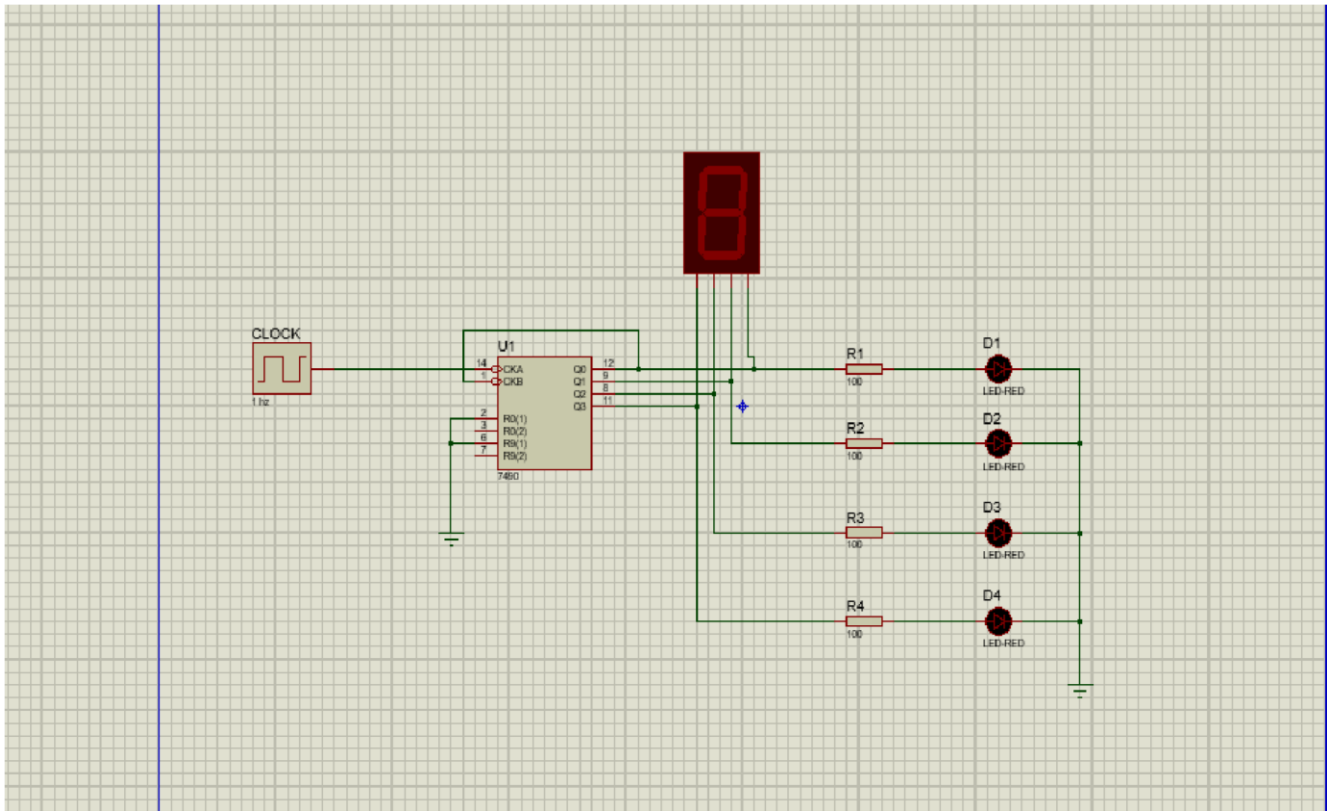 CLOCK
1 hz
U1
14
CKA
1
CKB
2
R0(1)
3
R0(2)
6
R9(1)
7
R9(2)
Q0
12
Q1
9
Q2
8
Q3
11
7490
R1
100
D1
LED-RED
R2
100
D2
LED-RED
R3
100
D3
LED-RED
R4
100
D4
LED-RED